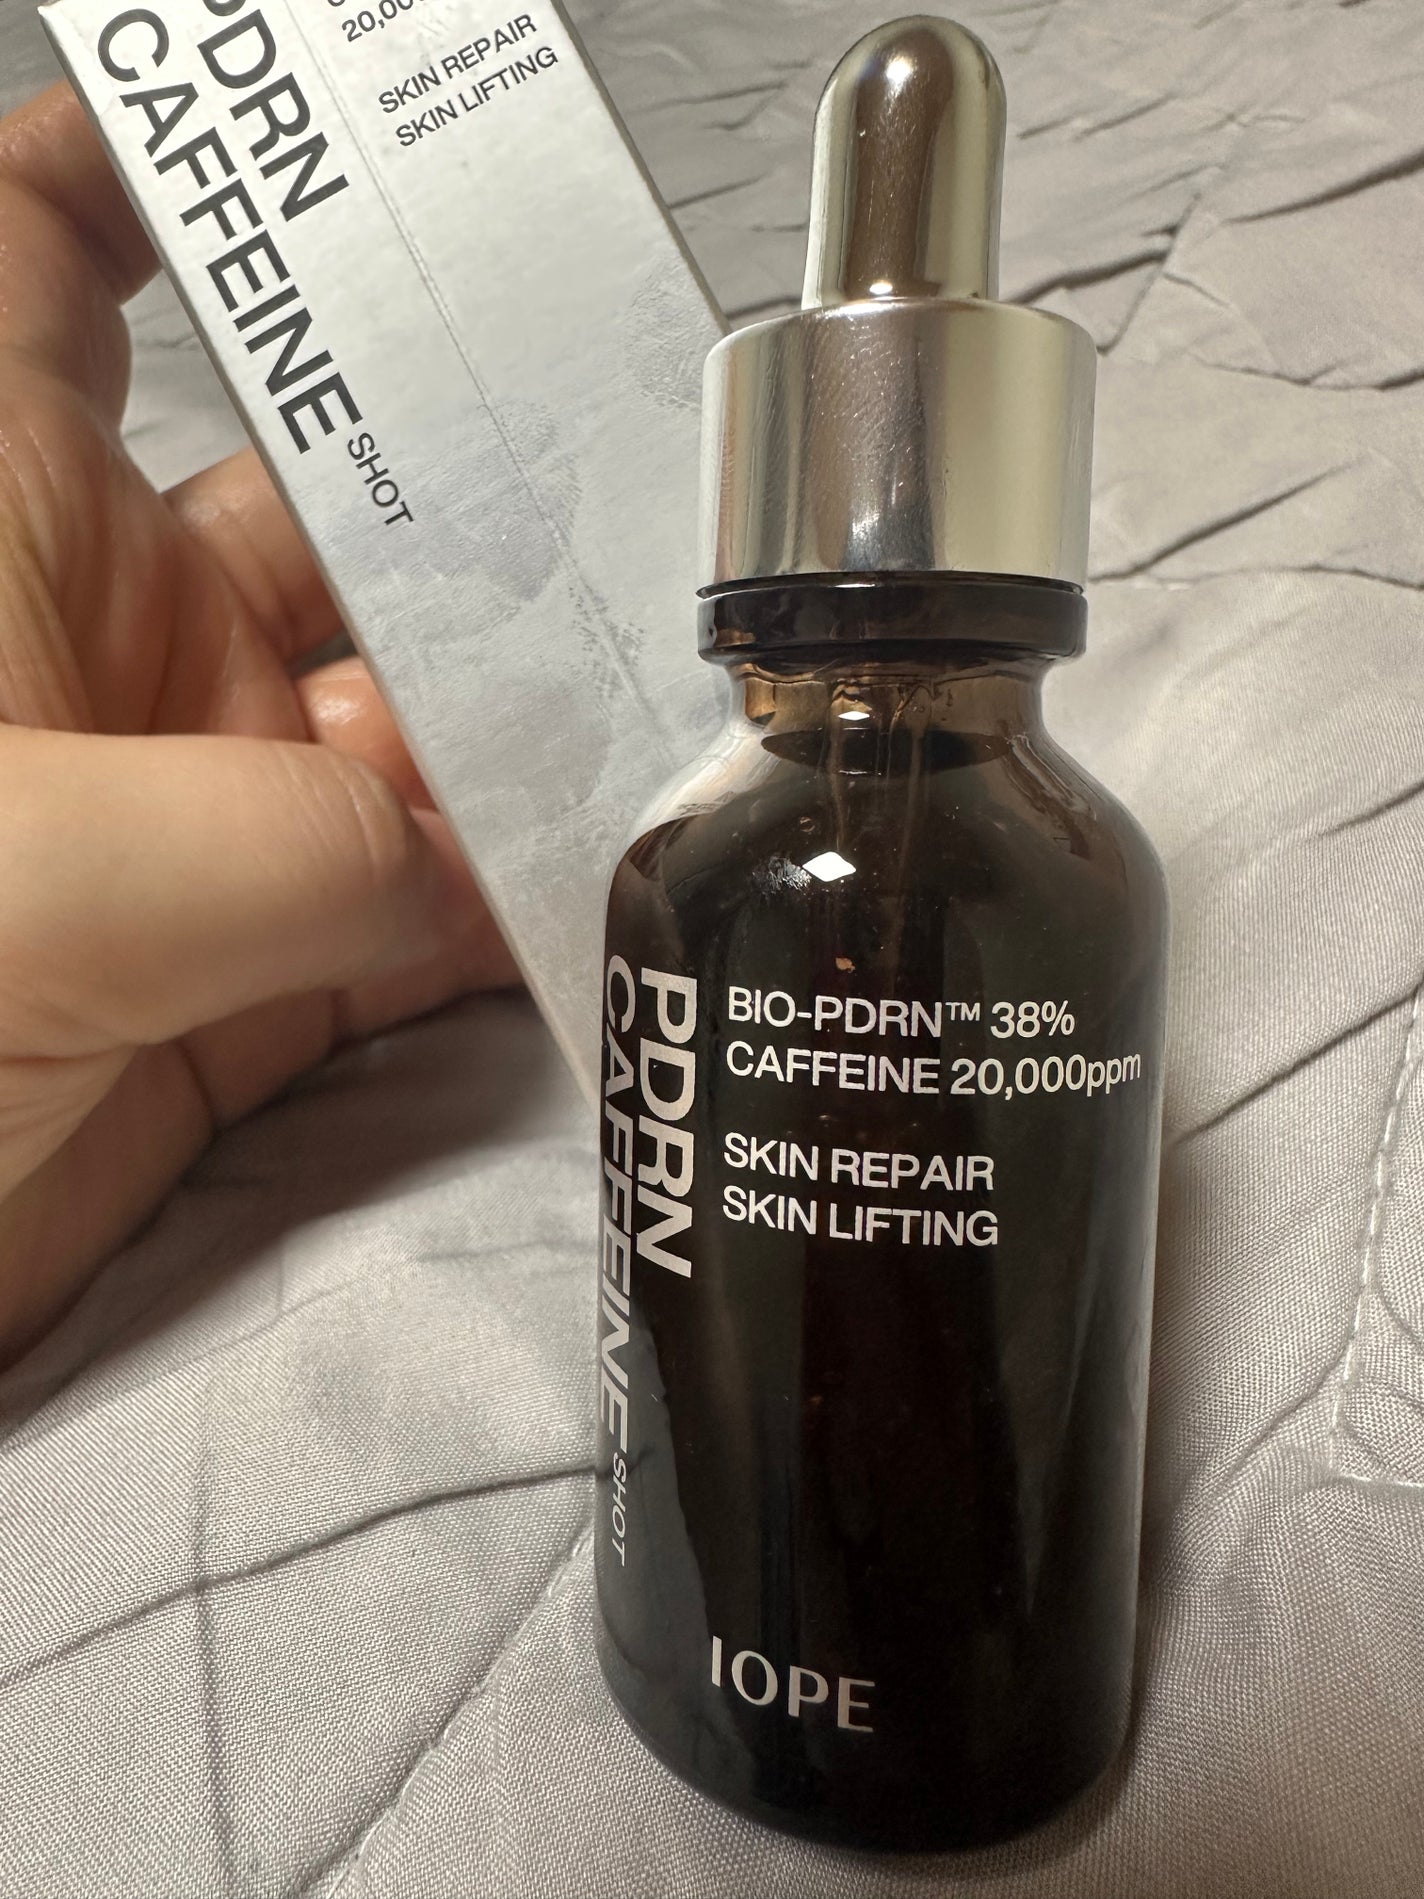 PDRN
CAFFEINE SHOT
SKIN REPAIR
SKIN LIFTING
PDRN
CAFFEINE SHOT
BIO-PDRN™ 38%
CAFFEINE 20,000ppm
SKIN REPAIR
SKIN LIFTING
IOPE